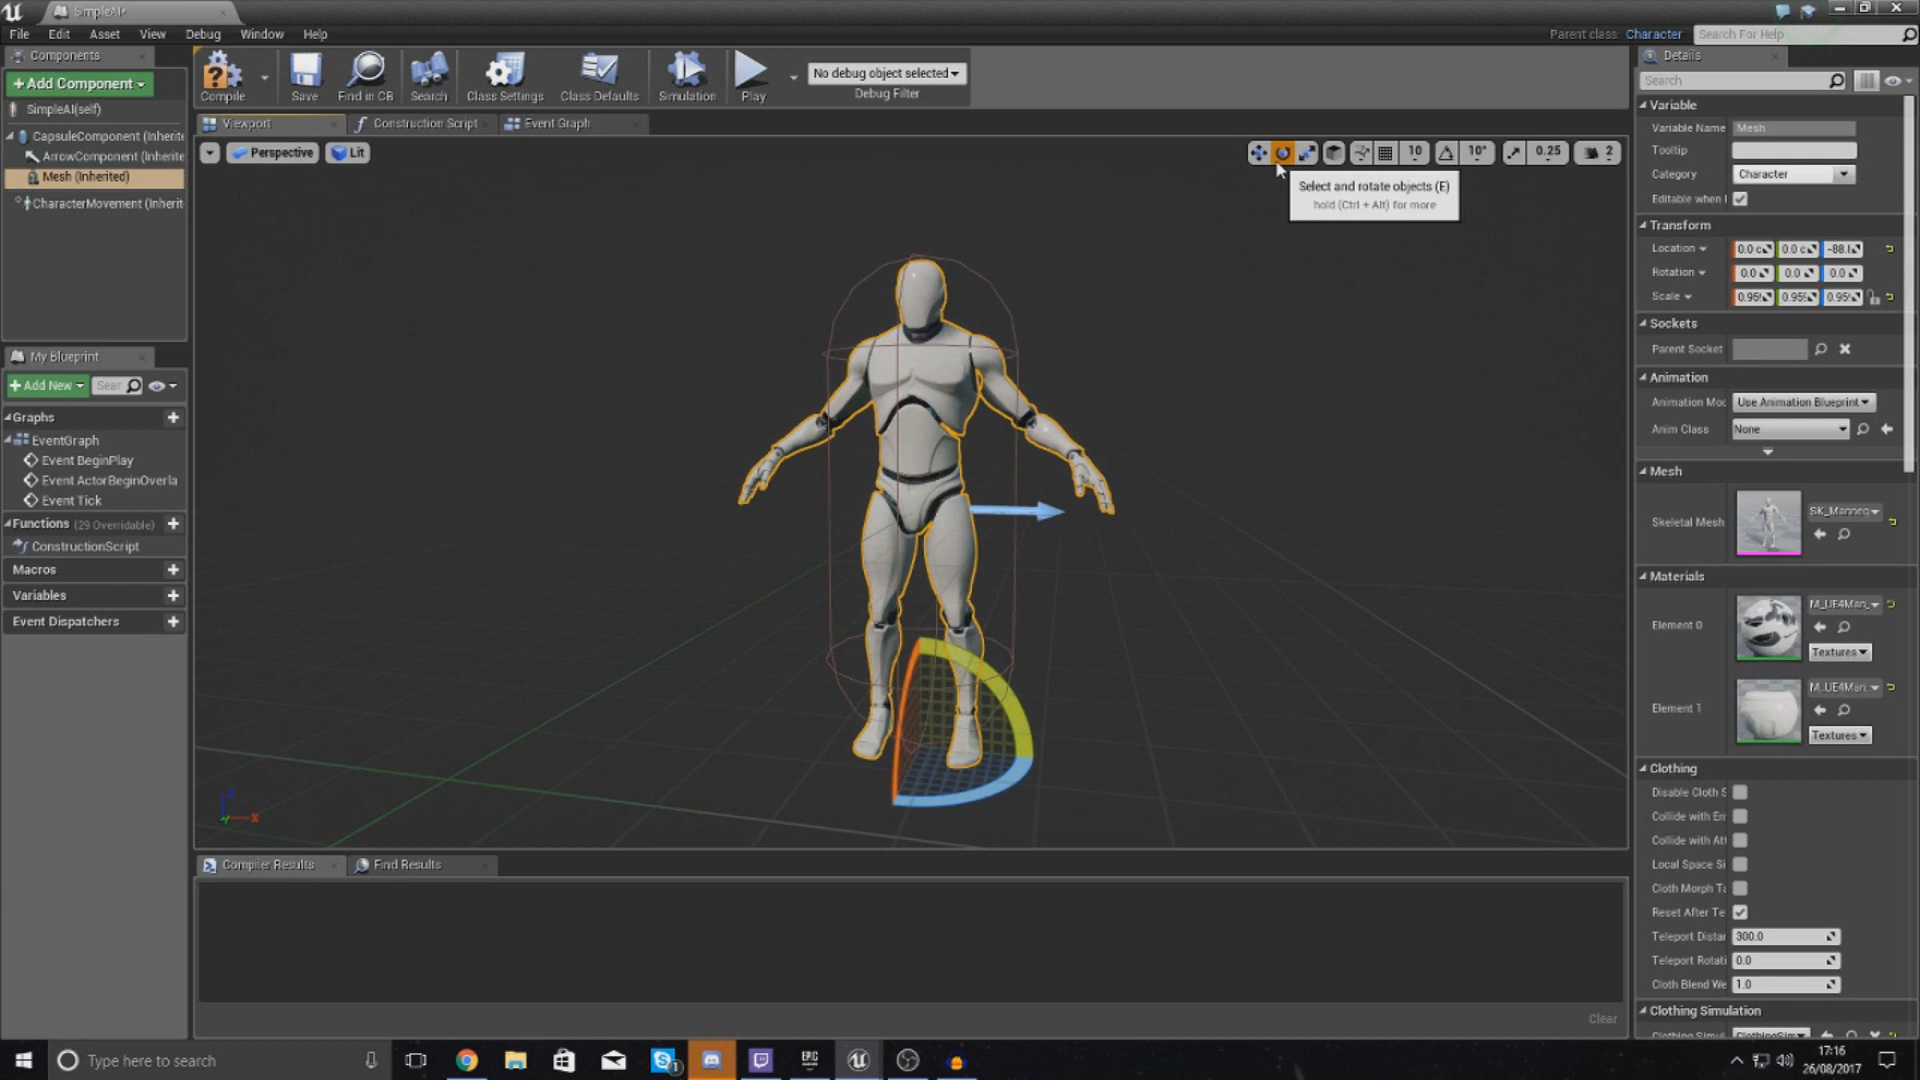 SimpleAI*
File Edit Asset View Debug Window Help
Parent class: Character
Search For Help
Components
+Add Component
SimpleAI(self)
CapsuleComponent (Inherite
ArrowComponent (Inherite
Mesh (Inherited)
CharacterMovement (Inherit
My Blueprint
+Add New
Sear
Graphs
EventGraph
Event BeginPlay
Event ActorBeginOverla
Event Tick
Functions (29 Overridable)
ConstructionScript
Macros
Variables
Event Dispatchers
Compile
Save
Find in CB
Search
Class Settings
Class Defaults
Simulation
Play
No debug object selected
Debug Filter
Viewport
Construction Script
Event Graph
Perspective
Lit
10
10°
0.25
2
Select and rotate objects (E)
hold (Ctrl + Alt) for more
Z
X
Compiler Results
Find Results
Clear
Details
Search
Variable
Variable Name Mesh
Tooltip
Category Character
Editable when I
Transform
Location 0.0 c 0.0 c -88.
Rotation 0.0 0.0 0.0
Scale 0.95 0.95 0.95
Sockets
Parent Socket
Animation
Animation Moc Use Animation Blueprint
Anim Class None
Mesh
Skeletal Mesh SK_Manneq
Materials
Element 0 M_UE4Man_
Textures
Element 1 M_UE4Man_
Textures
Clothing
Disable Cloth S
Collide with En
Collide with Att
Local Space Si
Cloth Morph Ta
Reset After Te
Teleport Distar 300.0
Teleport Rotati 0.0
Cloth Blend We 1.0
Clothing Simulation
Clothing Simul ClothingSim
Type here to search
EPIC
1
17:16
26/08/2017